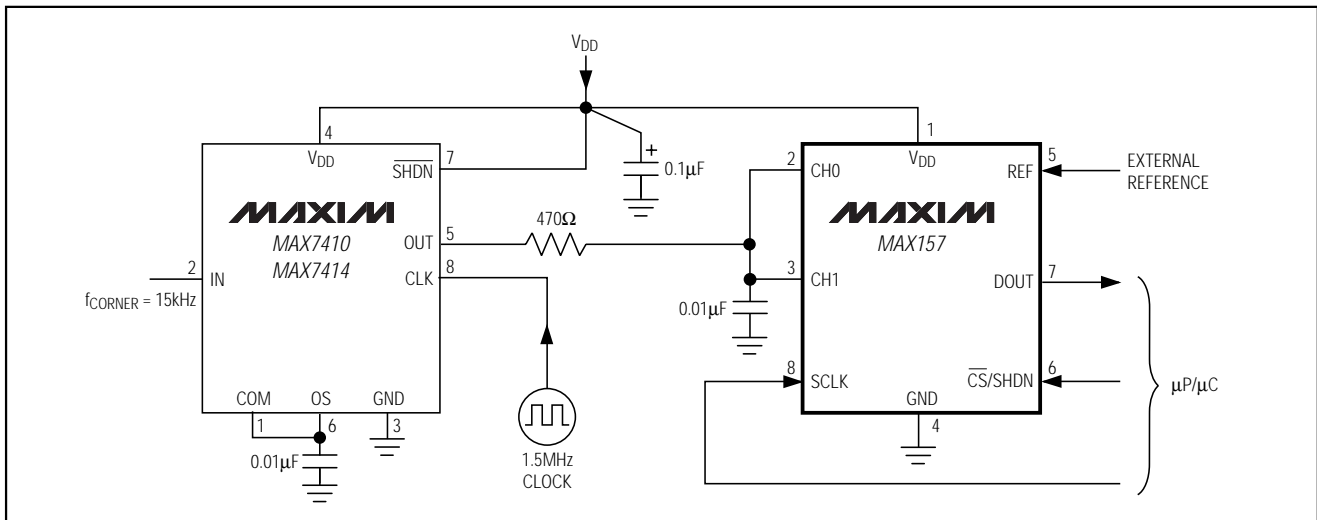 VDD
4
VDD
7
SHDN
0.1μF
+
MAXIM
MAX7410
MAX7414
2
IN
fCORNER = 15kHz
OUT
5
470Ω
CLK
8
COM
1
OS
6
GND
3
0.01μF
1.5MHz
CLOCK
0.01μF
1
VDD
2
CH0
REF
5
EXTERNAL
REFERENCE
MAXIM
MAX157
3
CH1
DOUT
7
8
SCLK
CS/SHDN
6
GND
4
μP/μC